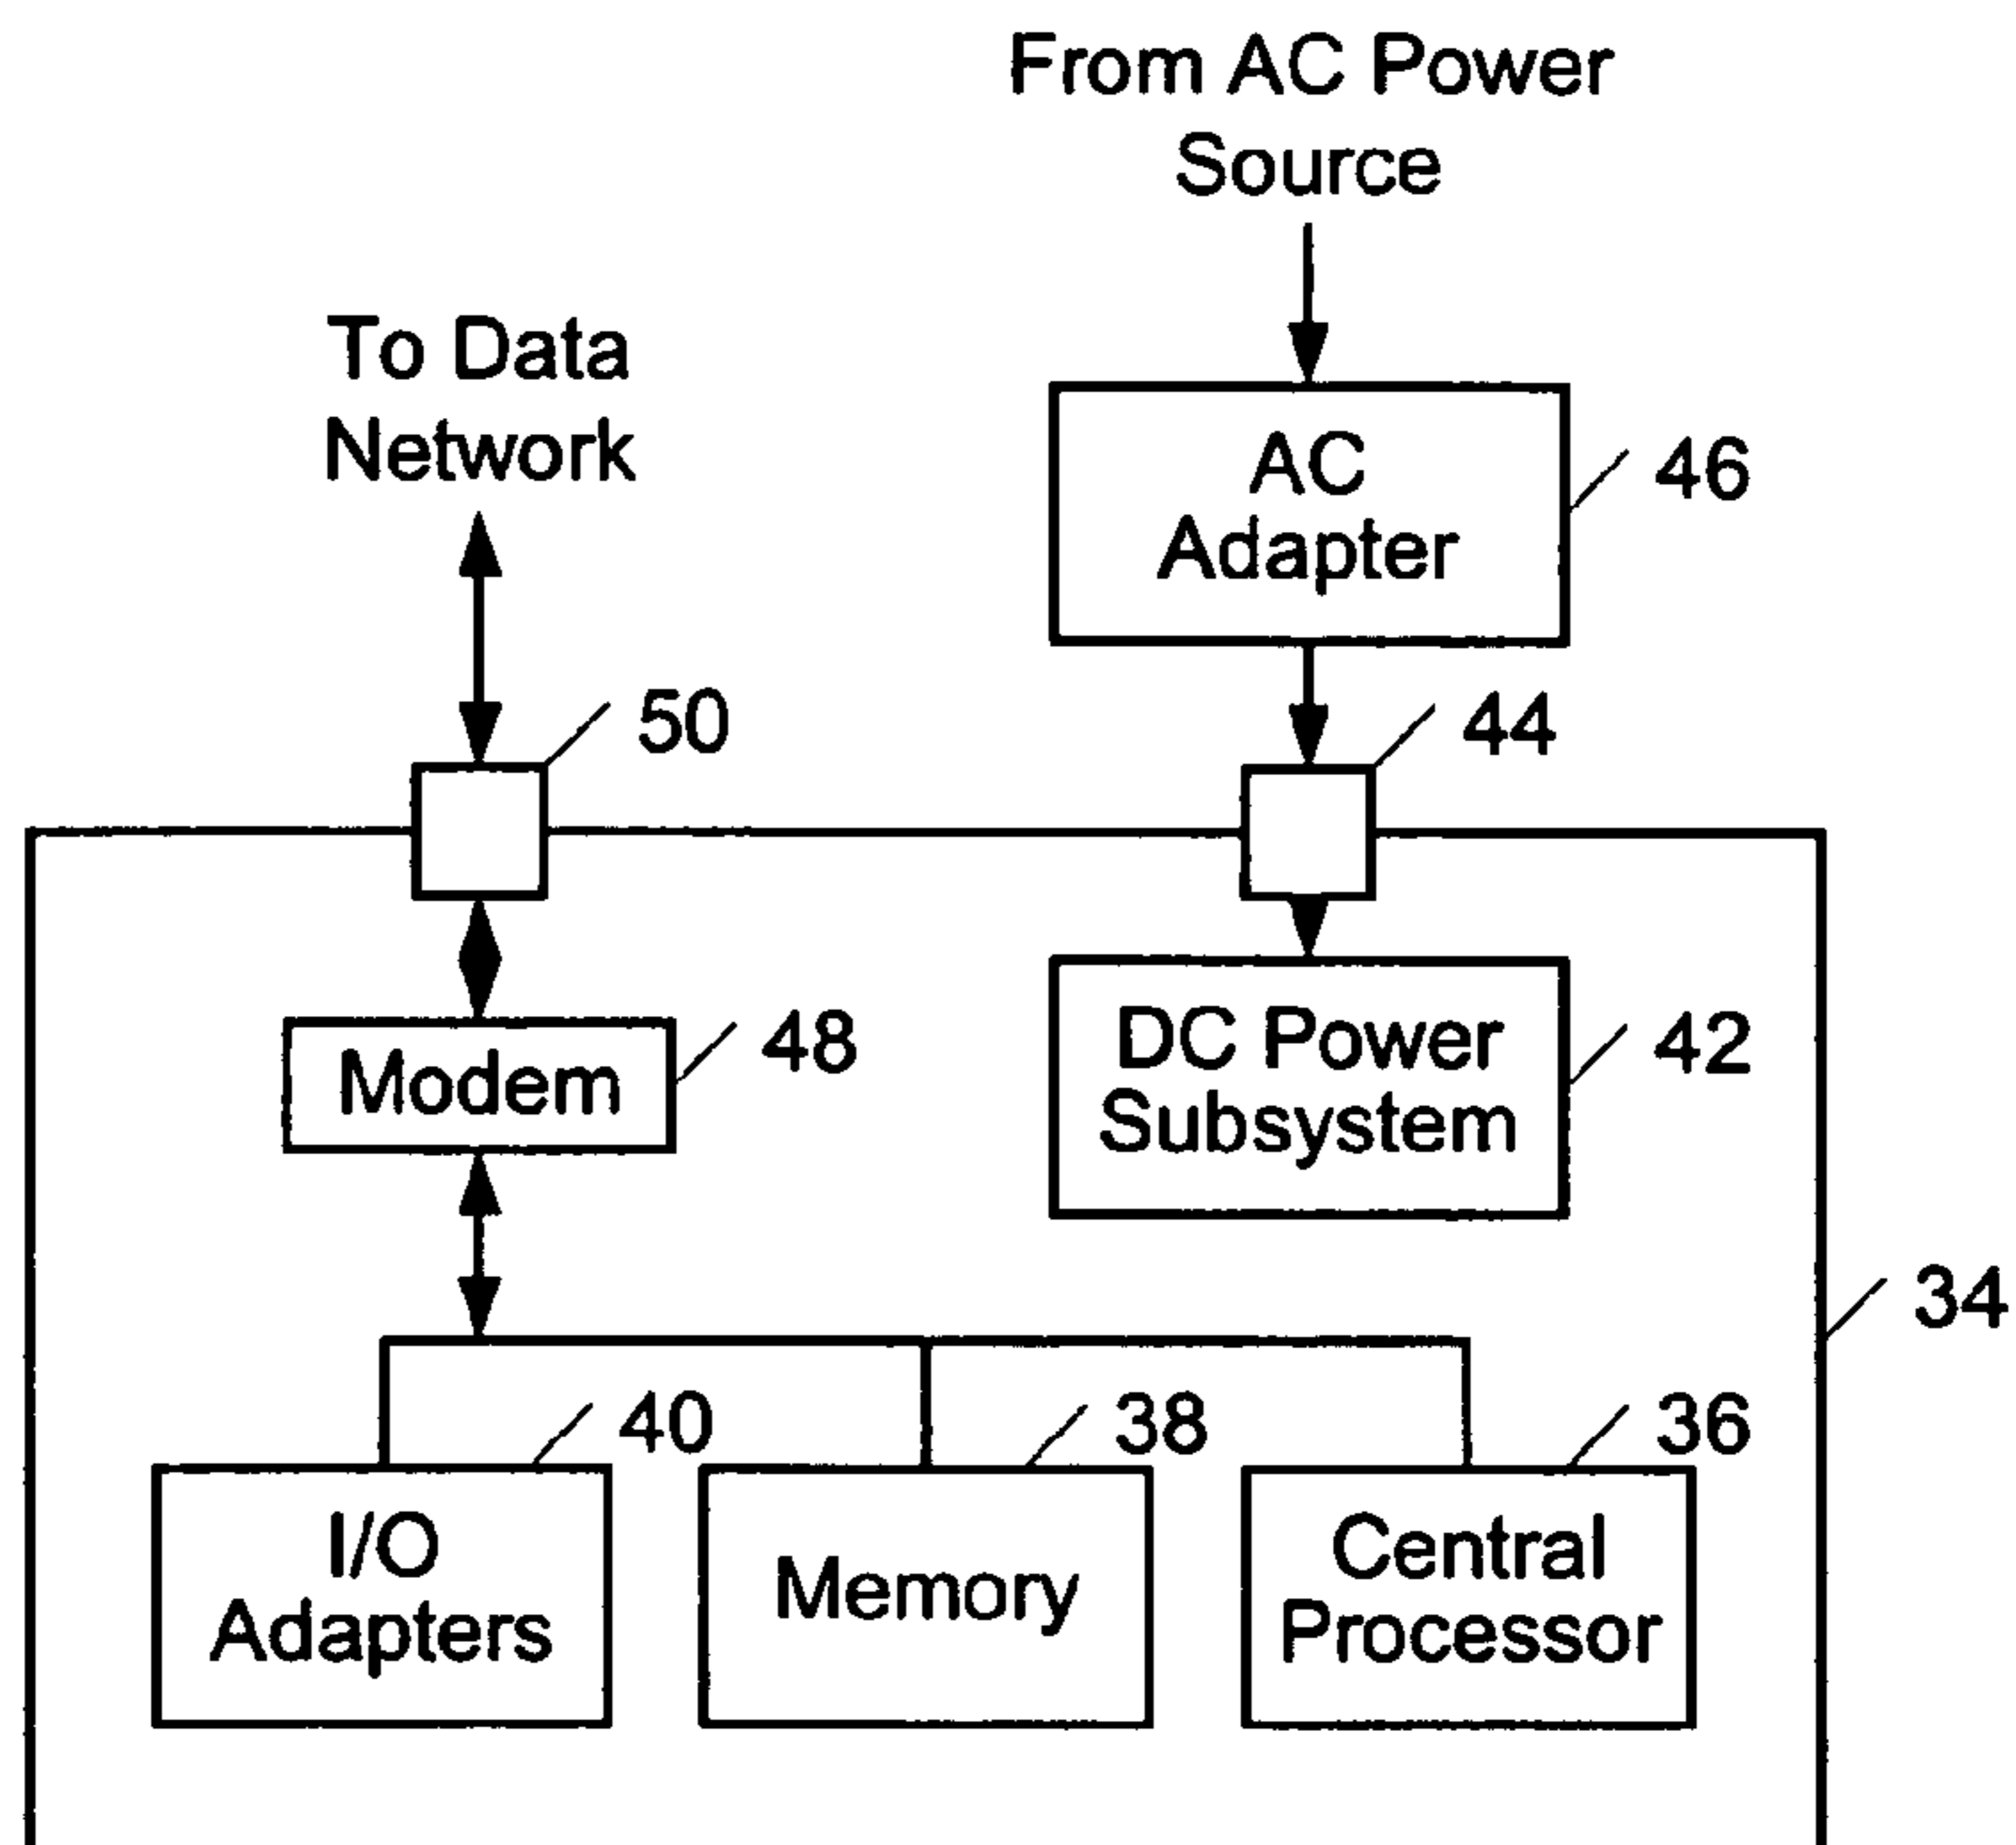 From AC Power
Source
To Data
Network
AC
Adapter
46
50
44
Modem
48
DC Power
Subsystem
42
34
40
38
36
I/O
Adapters
Memory
Central
Processor